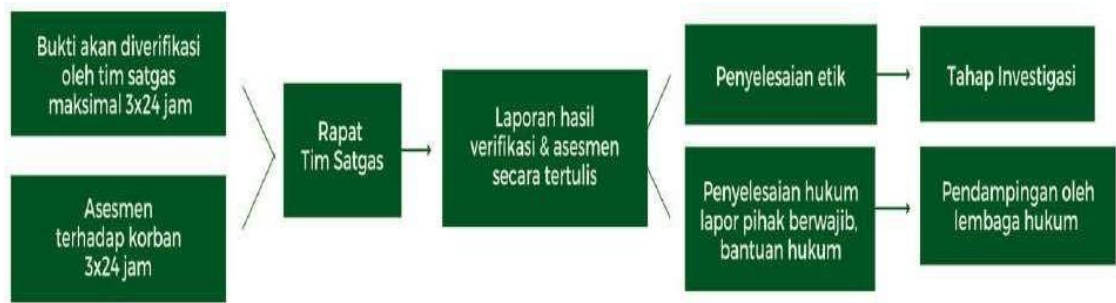 Bukti akan diverifikasi
oleh tim satgas
maksimal 3x24 jam
Asesmen
terhadap korban
3x24 jam
Rapat
Tim Satgas
Laporan hasil
verifikasi & asesmen
secara tertulis
Penyelesaian etik
Tahap Investigasi
Penyelesaian hukum
lapor pihak berwajib,
bantuan hukum
Pendampingan oleh
lembaga hukum